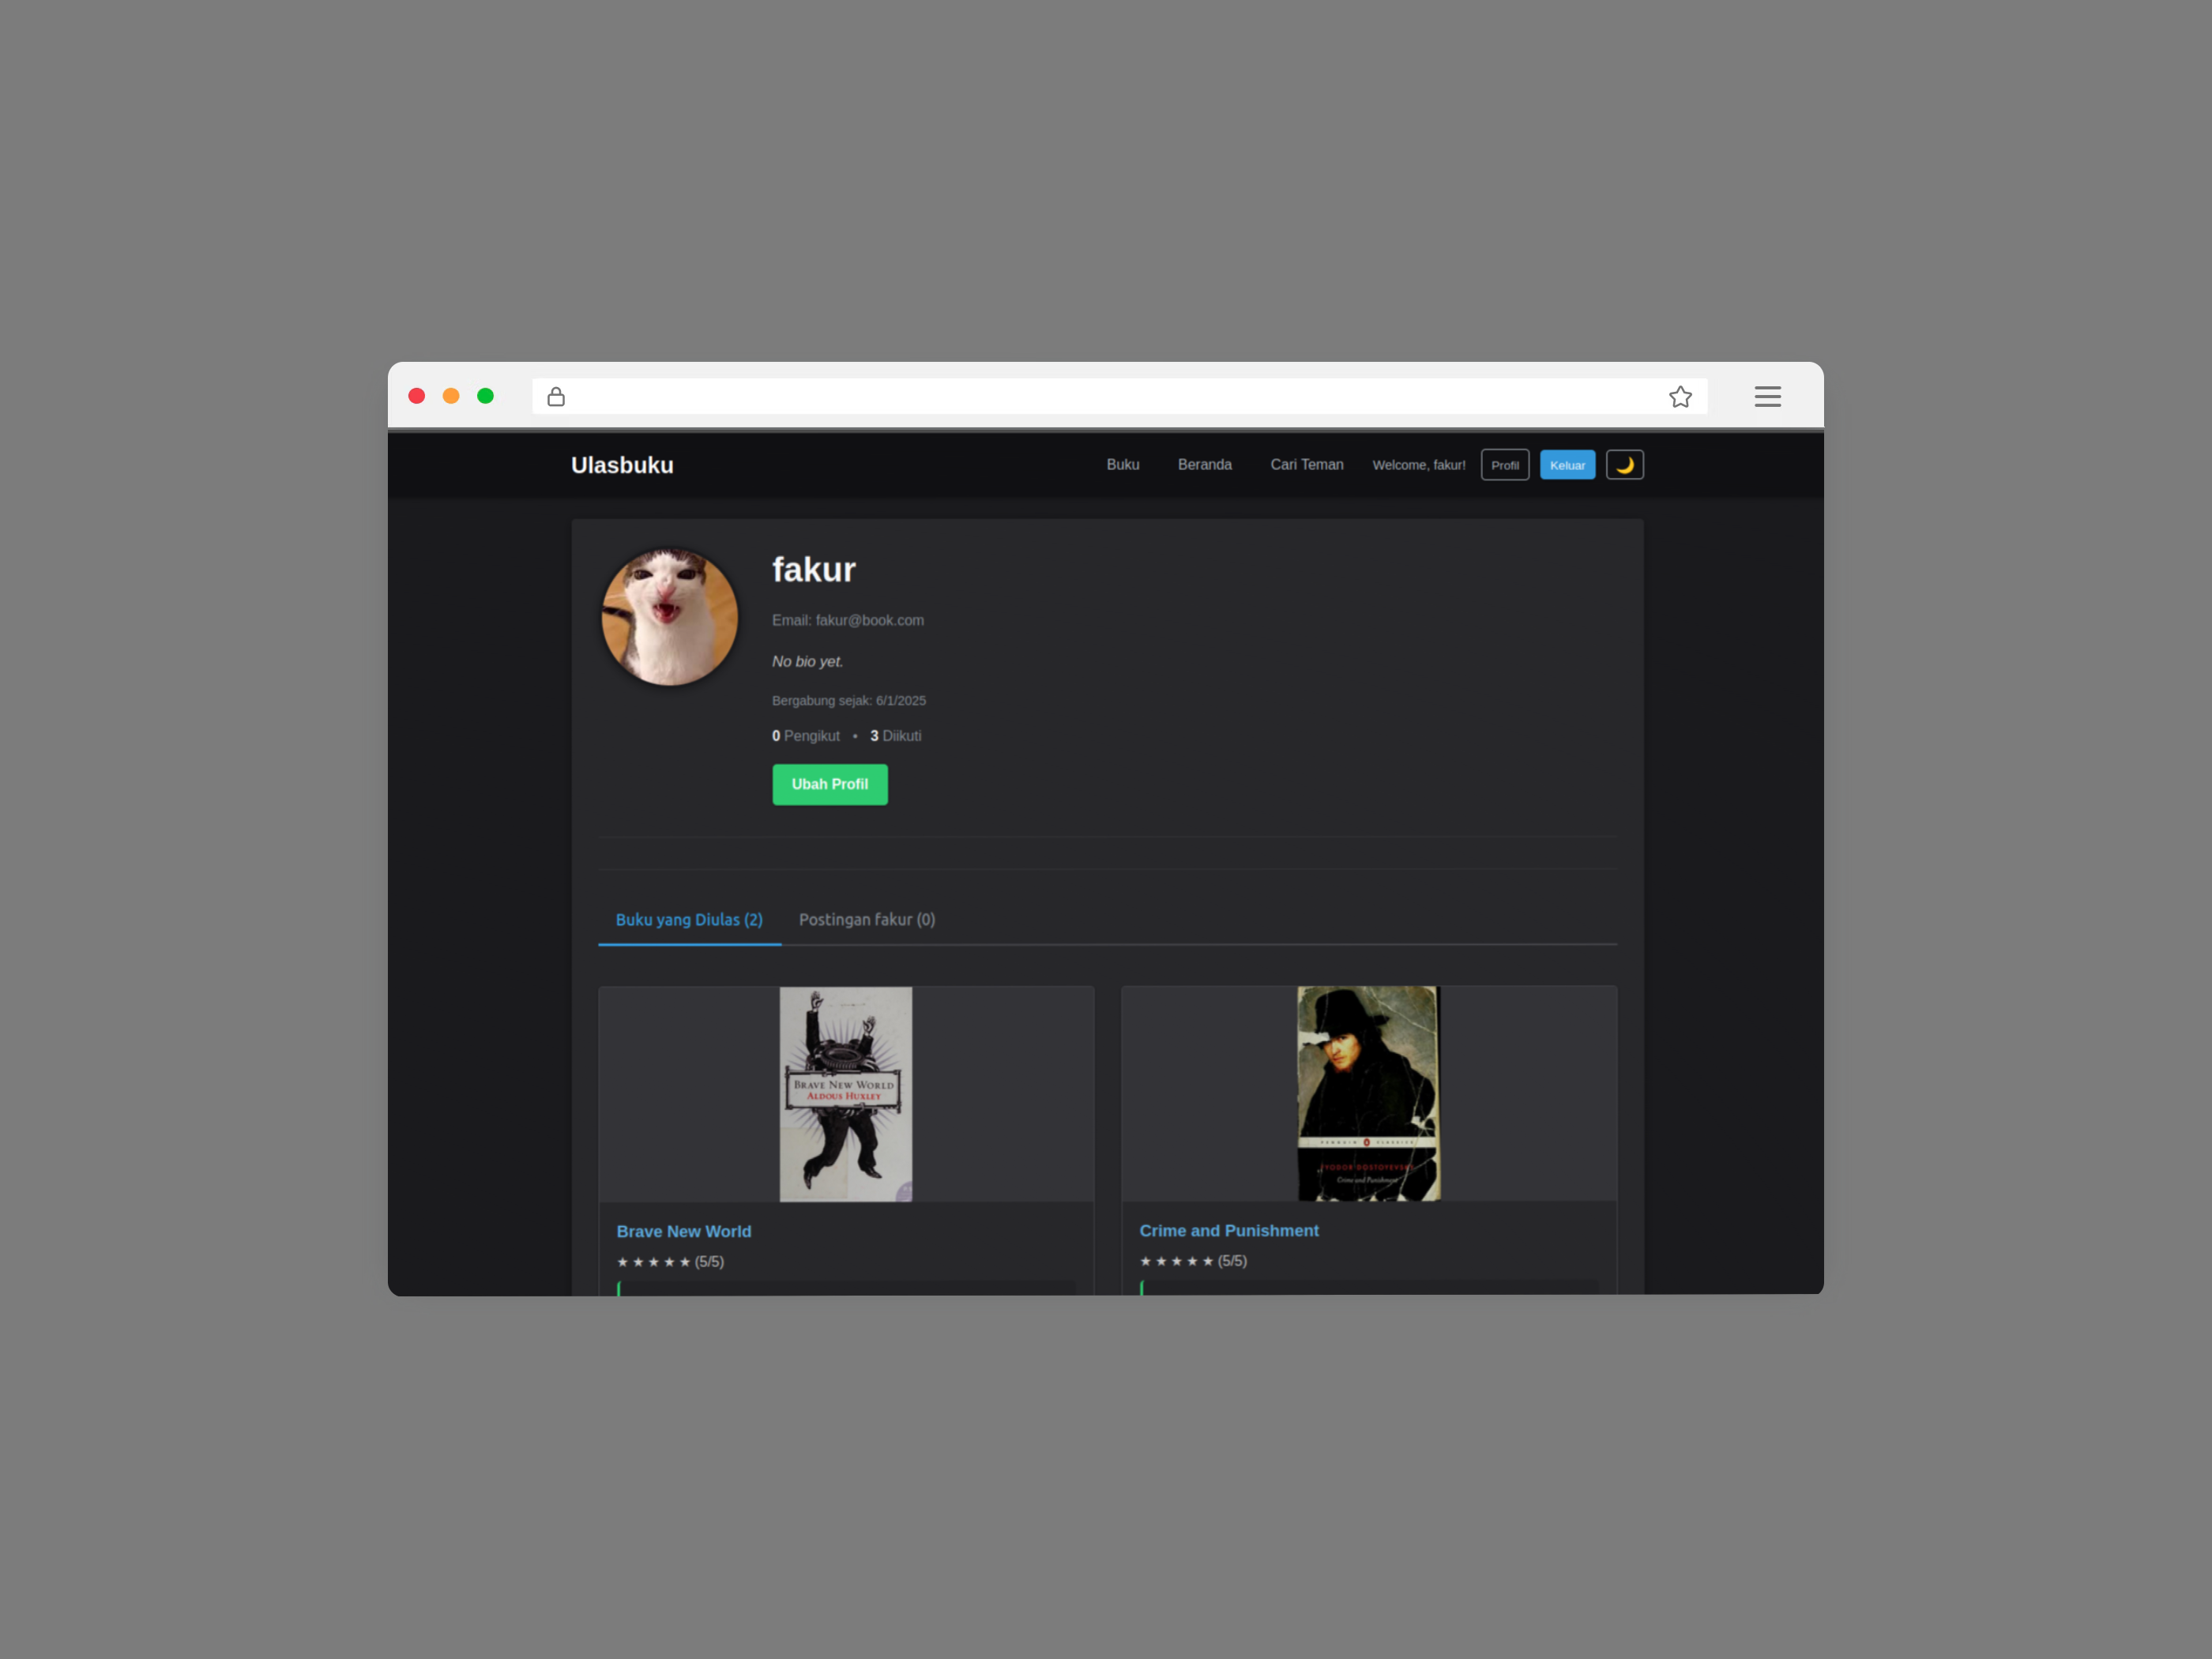 Ulasbuku
Buku Beranda Cari Teman Welcome, fakur! Profil Keluar
fakur
Email: fakur@book.com
No bio yet.
Bergabung sejak: 6/1/2025
0 Pengikut • 3 Diikuti
Ubah Profil
Buku yang Diulas (2) Postingan fakur (0)
BRAVE NEW WORLD
ALDOUS HUXLEY
PENGUIN CLASSICS
FYODOR DOSTOYEVSKY
Crime and Punishment
Brave New World
★ ★ ★ ★ ★ (5/5)
Crime and Punishment
★ ★ ★ ★ ★ (5/5)